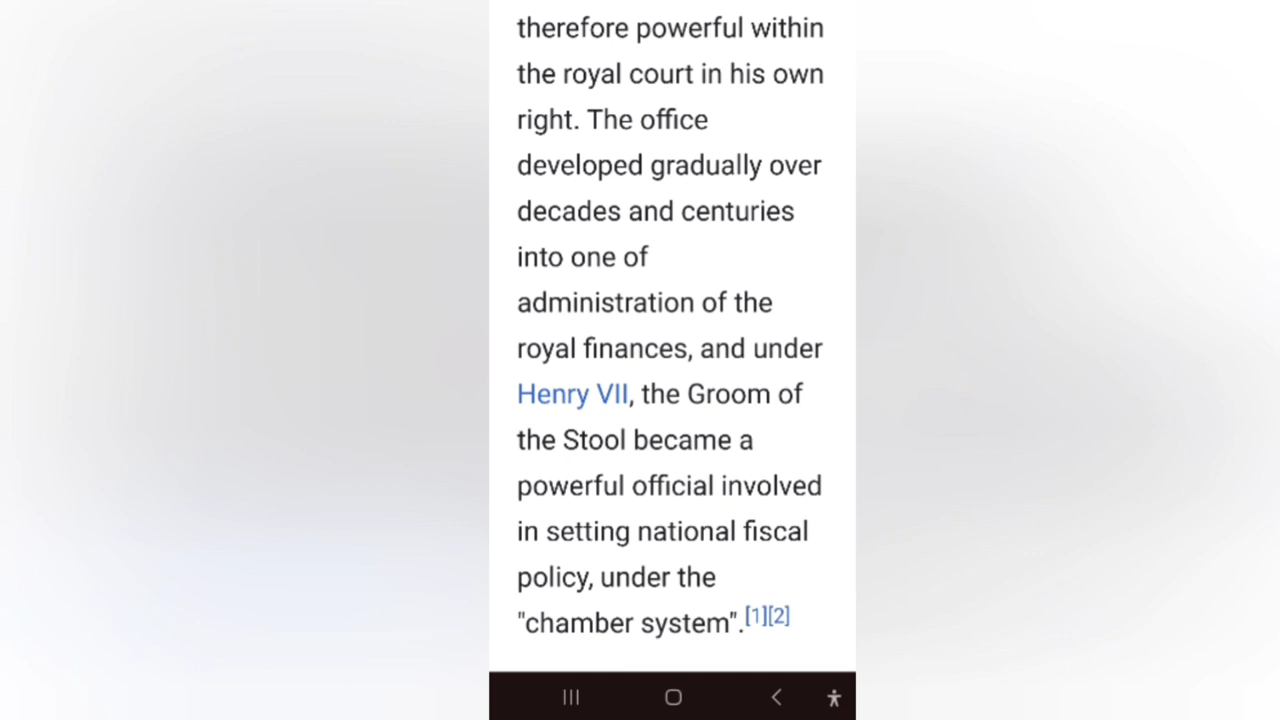 therefore powerful within
the royal court in his own
right. The office
developed gradually over
decades and centuries
into one of
administration of the
royal finances, and under
Henry VII, the Groom of
the Stool became a
powerful official involved
in setting national fiscal
policy, under the
"chamber system".[1][2]